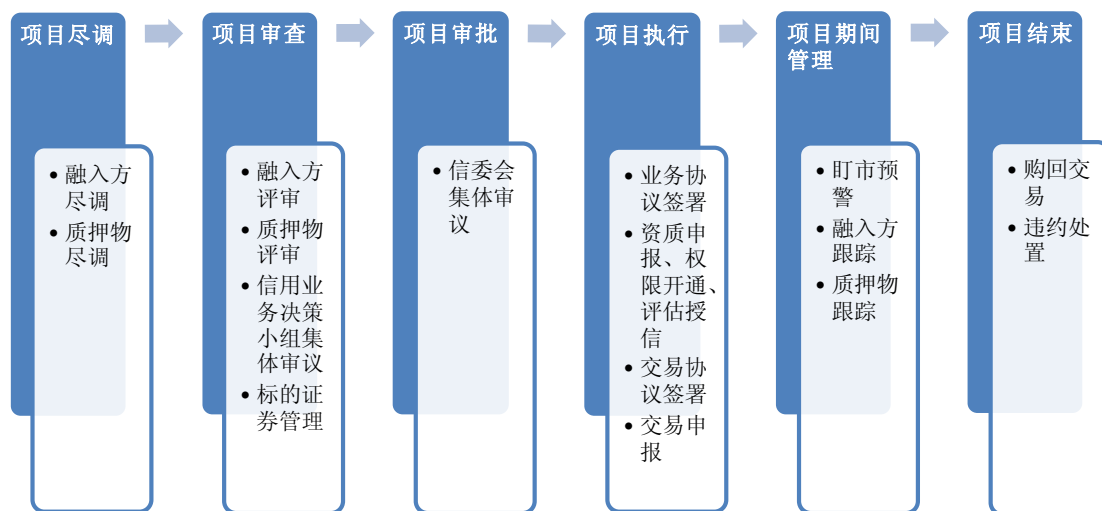 项目尽调
• 融入方
尽调
• 质押物
尽调
项目审查
• 融入方
评审
• 质押物
评审
• 信用业
务决策
小组集
体审议
• 标的证
券管理
项目审批
• 信委会
集体审
议
项目执行
• 业务协
议签署
• 资质申
报、权
限开通、
评估授
信
• 交易协
议签署
• 交易申
报
项目期间
管理
• 盯市预
警
• 融入方
跟踪
• 质押物
跟踪
项目结束
• 购回交
易
• 违约处
置